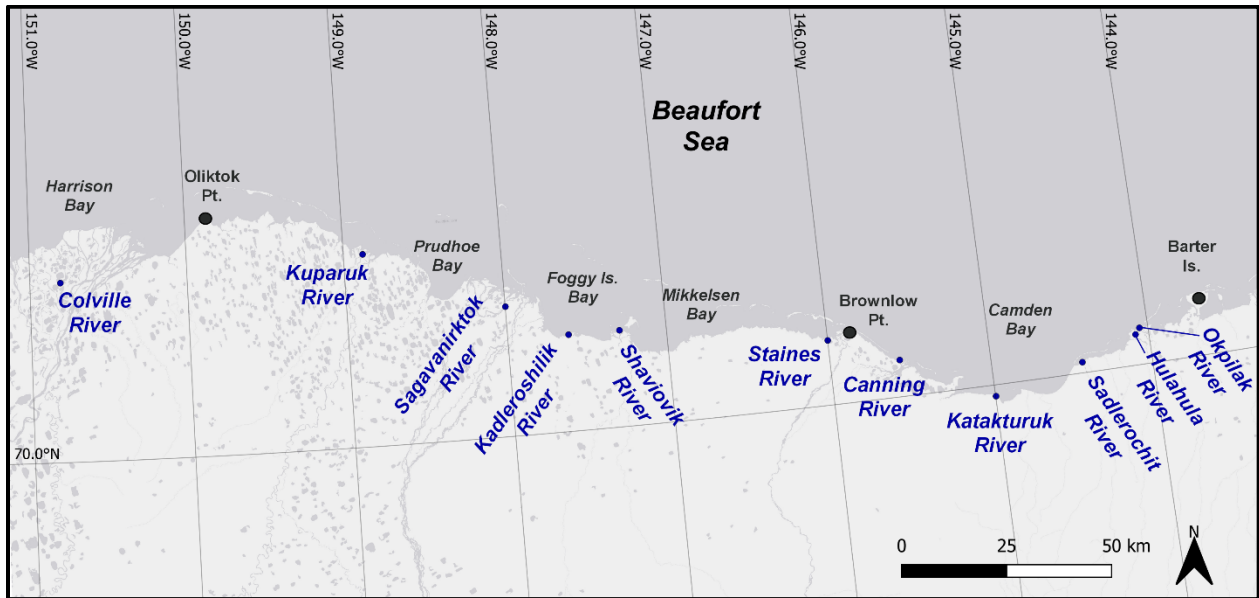 151.0°W
150.0°W
149.0°W
148.0°W
147.0°W
146.0°W
145.0°W
144.0°W
Beaufort
Sea
Harrison
Bay
Oliktok
Pt.
Kuparuk
River
Colville
River
Prudhoe
Bay
Sagavanirktok
River
Foggy Is.
Bay
Kadleroshilik
River
Shaviovik
River
Mikkelsen
Bay
Staines
River
Brownlow
Pt.
Canning
River
Camden
Bay
Katakturuk
River
Sadlerochit
River
Hulahula
River
Okpilak
River
Barter
Is.
70.0°N
0 25 50 km
N